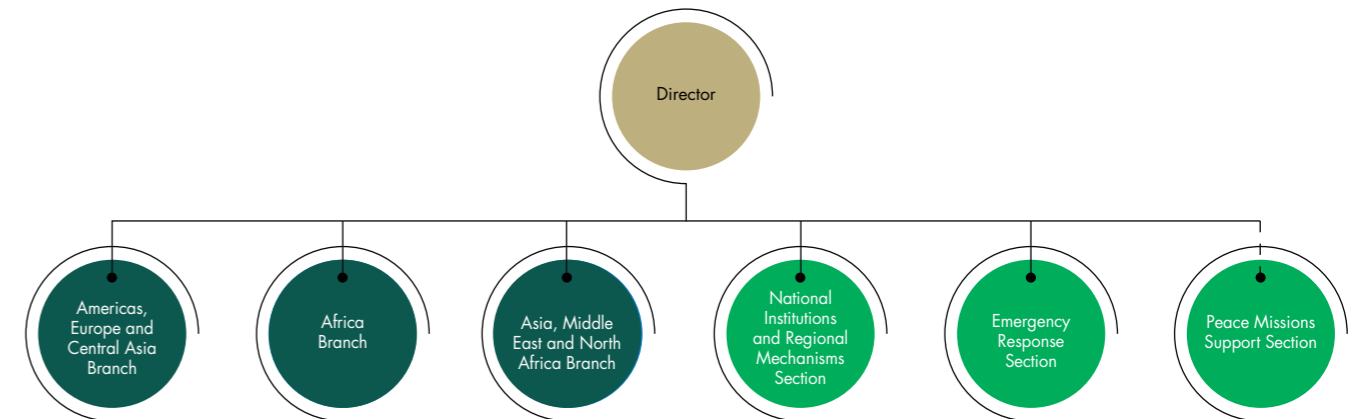 Director
Americas,
Europe and
Central Asia
Branch
Africa
Branch
Asia, Middle
East and North
Africa Branch
National
Institutions
and Regional
Mechanisms
Section
Emergency
Response
Section
Peace Missions
Support Section